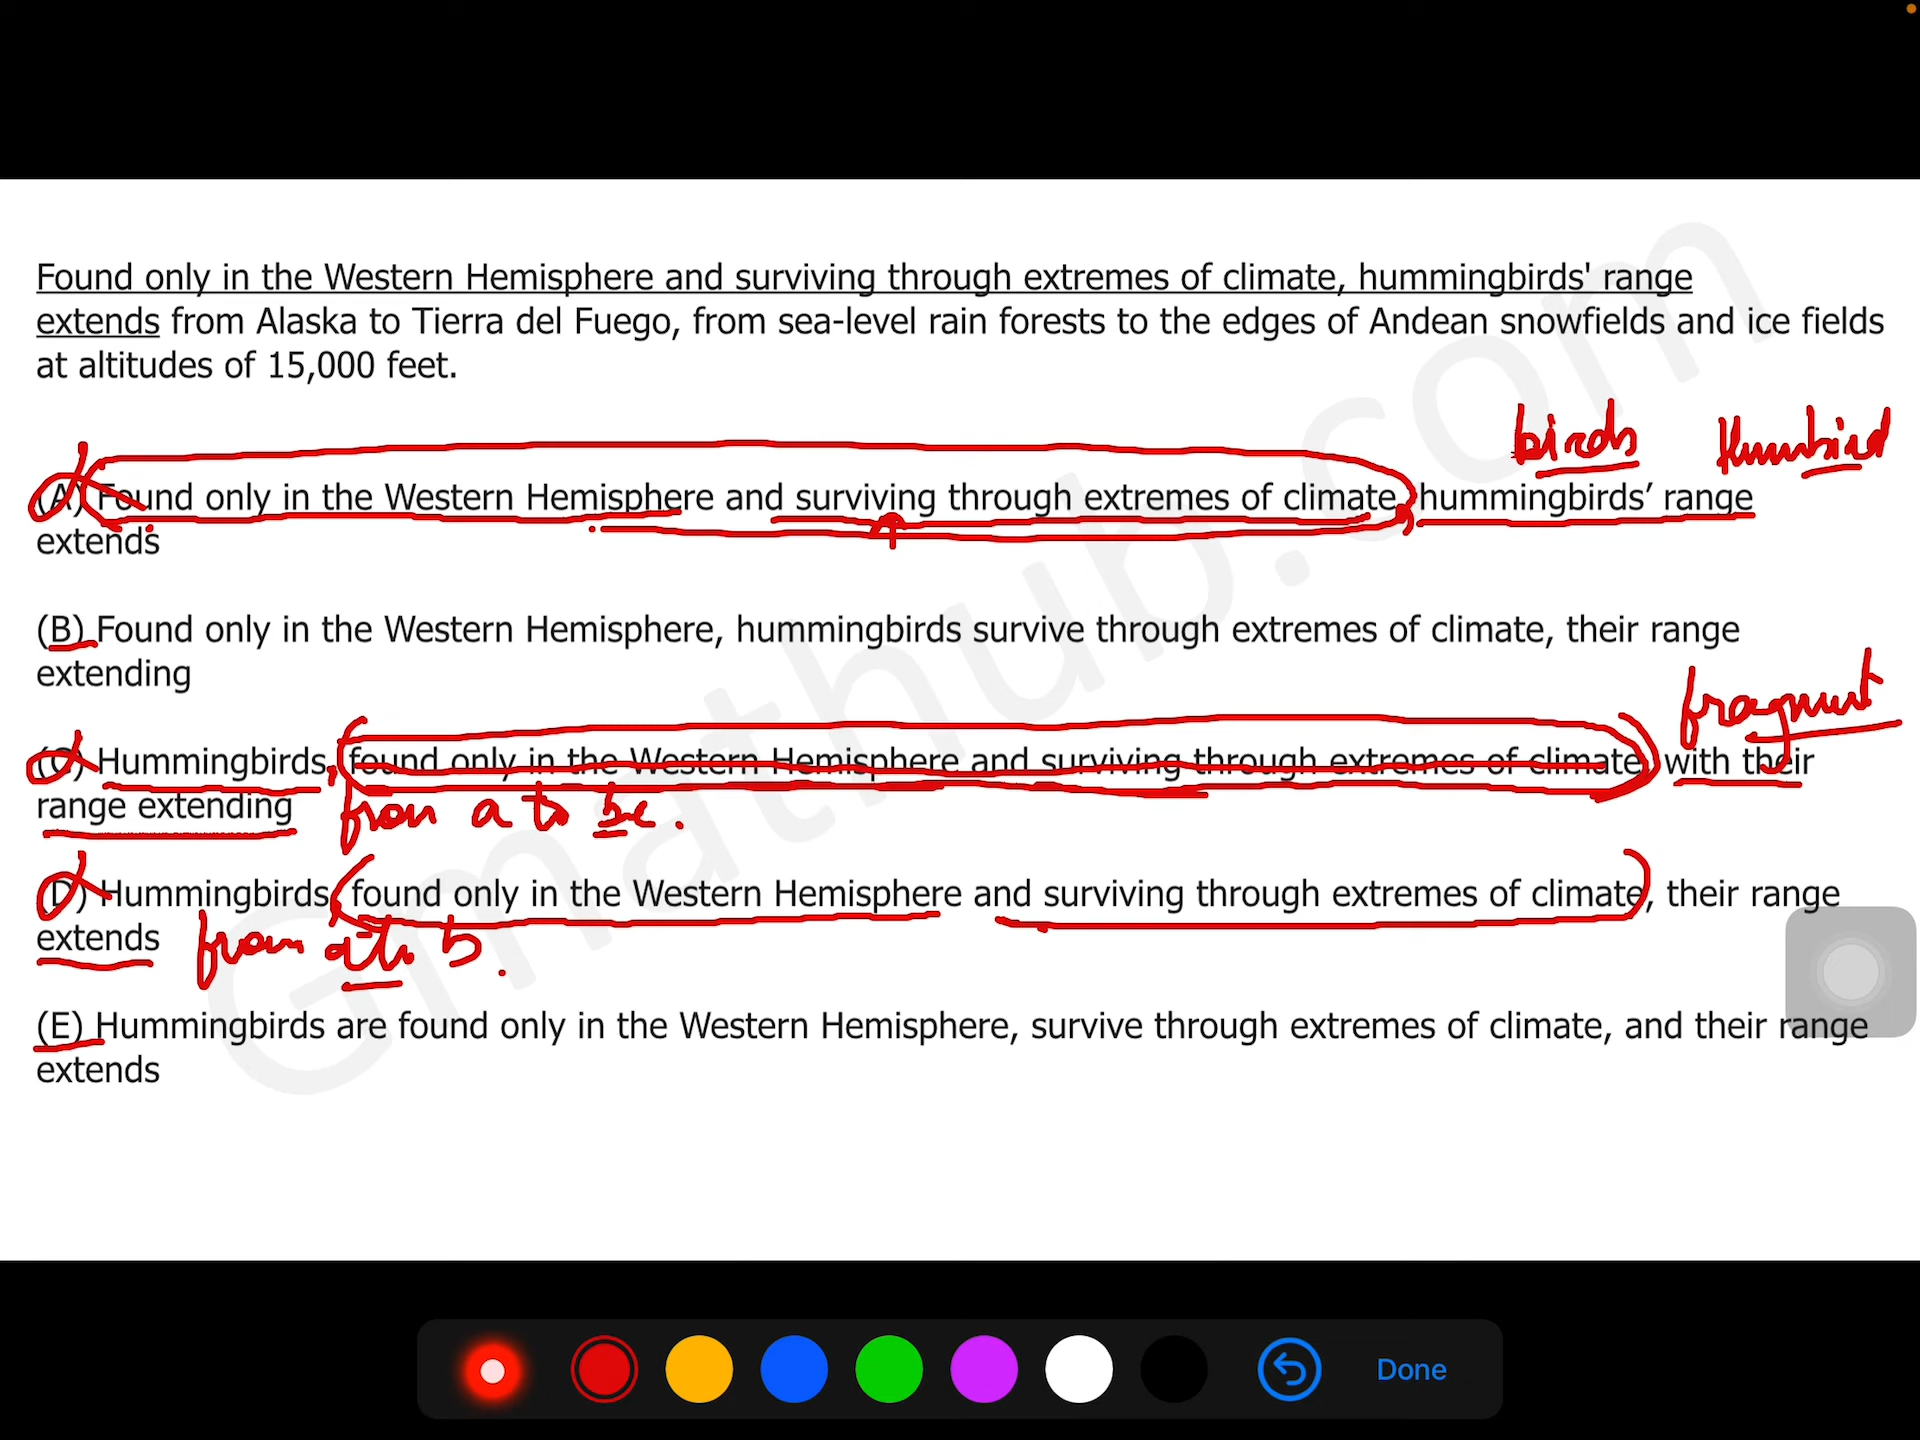 Found only in the Western Hemisphere and surviving through extremes of climate, hummingbirds' range
extends from Alaska to Tierra del Fuego, from sea-level rain forests to the edges of Andean snowfields and ice fields
at altitudes of 15,000 feet.
birds
(A) Found only in the Western Hemisphere and surviving through extremes of climate, hummingbirds’ range
extends
(B) Found only in the Western Hemisphere, hummingbirds survive through extremes of climate, their range
extending
fragment
(C) Hummingbirds, found only in the Western Hemisphere and surviving through extremes of climate, with their
range extending from a to
(D) Hummingbirds, found only in the Western Hemisphere and surviving through extremes of climate, their range
extends from a to b.
(E) Hummingbirds are found only in the Western Hemisphere, survive through extremes of climate, and their range
extends
Gmathub.com
Done